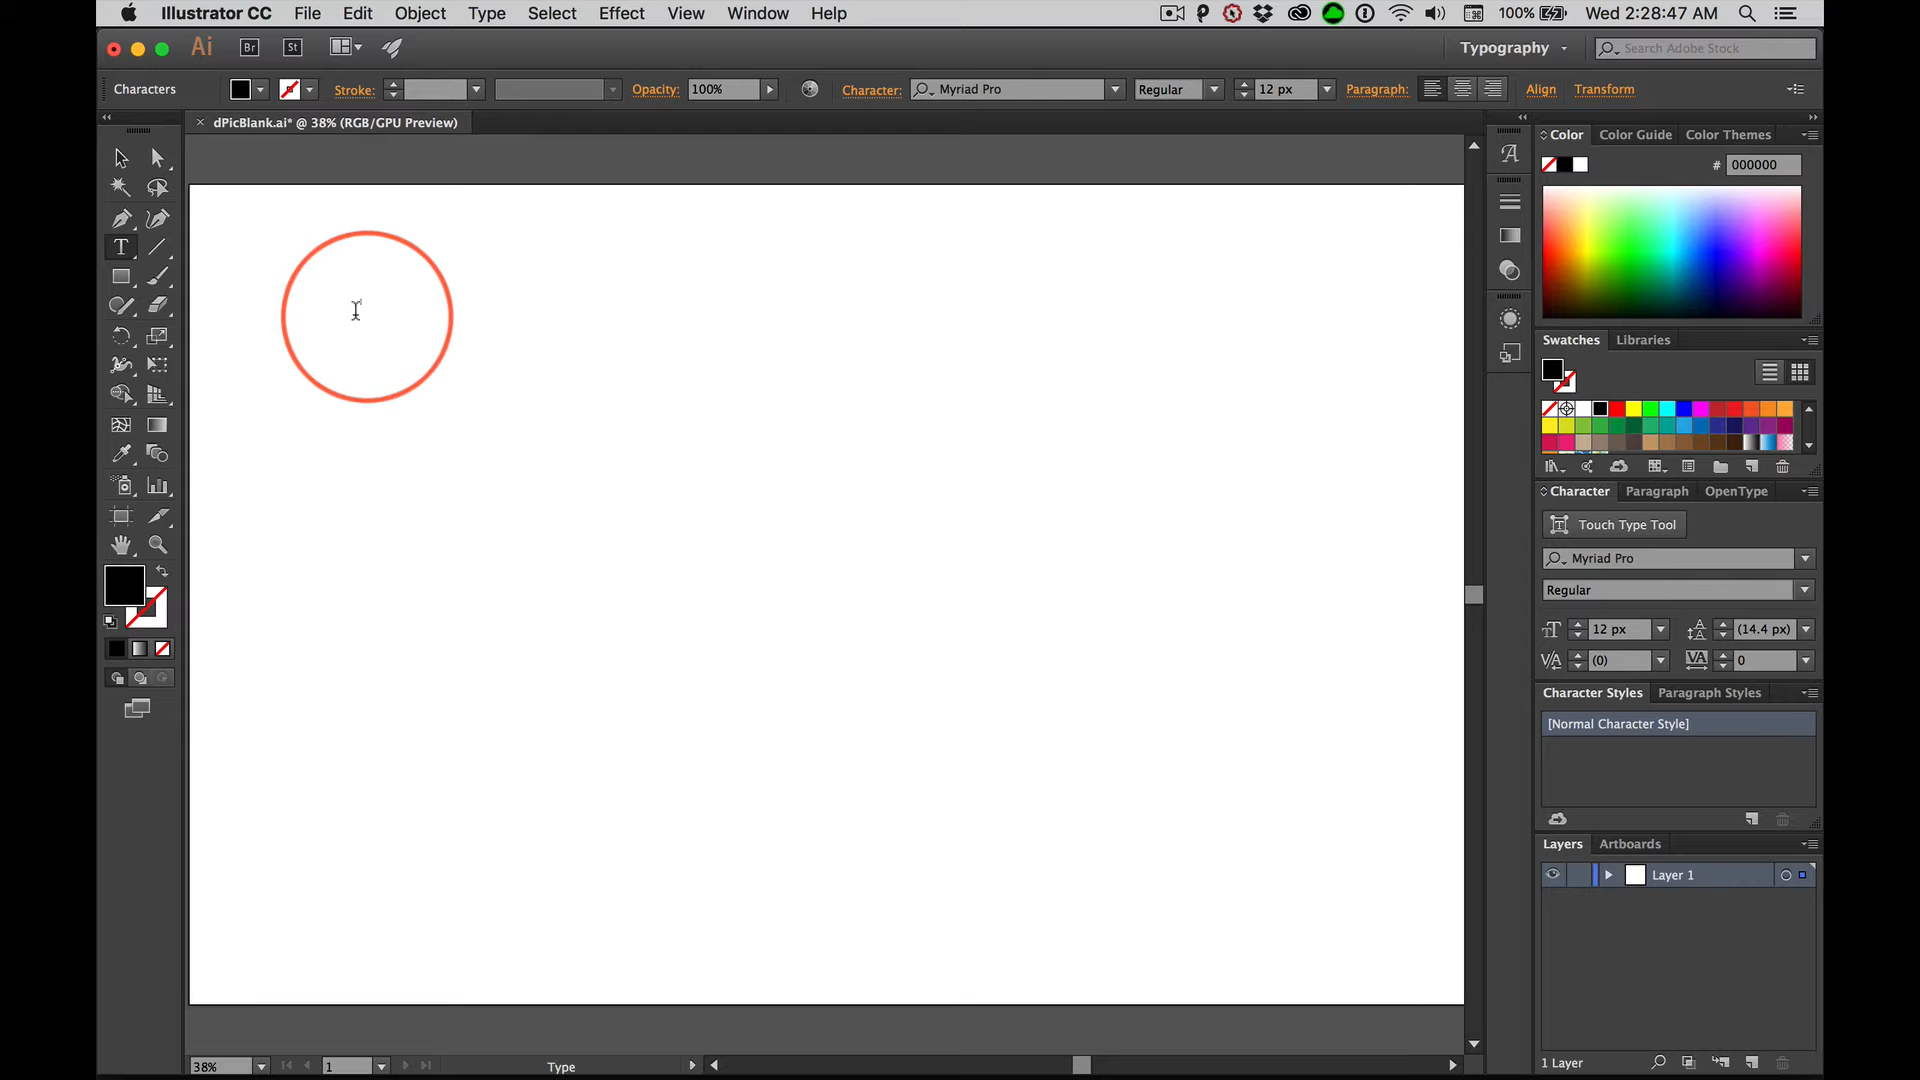 Illustrator CC File Edit Object Type Select Effect View Window Help 100% Wed 2:28:47 AM
Ai Br St Typography Search Adobe Stock
Characters Stroke: Opacity: 100% Character: Myriad Pro Regular 12 px Paragraph: Align Transform
dPicBlank.ai* @ 38% (RGB/GPU Preview)
Color Color Guide Color Themes
# 000000
Swatches Libraries
Character Paragraph OpenType
Touch Type Tool
Myriad Pro
Regular
12 px (14.4 px)
(0) 0
Character Styles Paragraph Styles
[Normal Character Style]
Layers Artboards
Layer 1
1 Layer
38% 1 Type